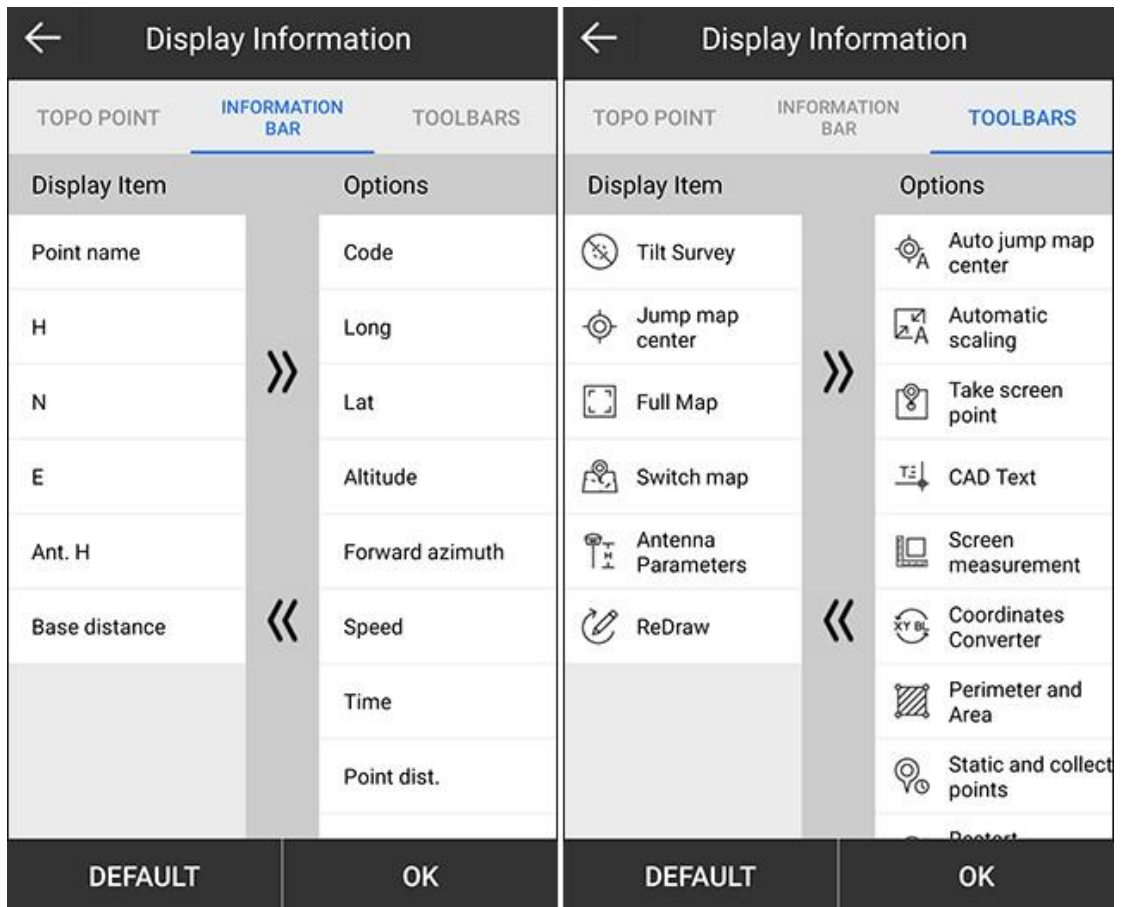 Display Information
TOPO POINT
INFORMATION
BAR
TOOLBARS
Display Item
Options
Point name
Code
H
Long
N
Lat
E
Altitude
Ant. H
Forward azimuth
Base distance
Speed
Time
Point dist.
DEFAULT
OK
Display Information
TOPO POINT
INFORMATION
BAR
TOOLBARS
Display Item
Options
Tilt Survey
A
Auto jump map
center
Jump map
center
A
Automatic
scaling
Full Map
Take screen
point
Switch map
CAD Text
H
Antenna
Parameters
Screen
measurement
ReDraw
XY BL
Coordinates
Converter
Perimeter and
Area
Static and collect
points
DEFAULT
OK